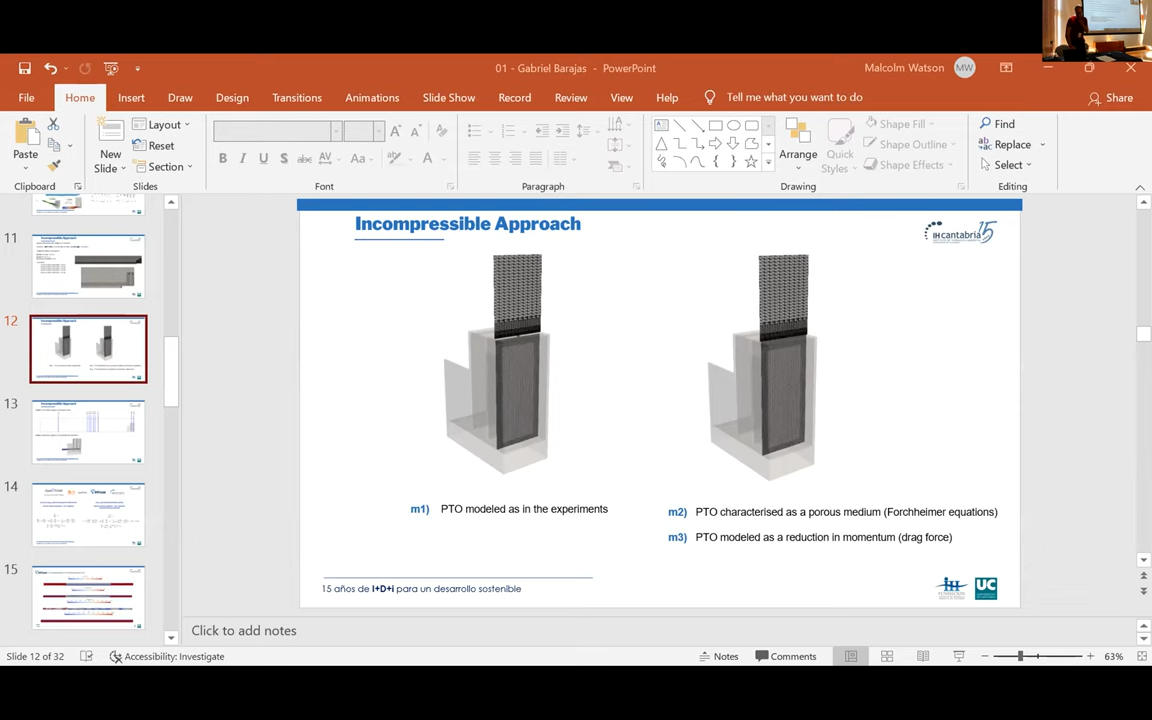 01 - Gabriel Barajas - PowerPoint
Malcolm Watson
MW
File
Home
Insert
Draw
Design
Transitions
Animations
Slide Show
Record
Review
View
Help
Tell me what you want to do
Share
Paste
Clipboard
New
Slide
Layout
Reset
Section
Slides
B
I
U
S
abc
AV
Aa
A
Font
Paragraph
Arrange
Quick
Styles
Shape Fill
Shape Outline
Shape Effects
Drawing
Find
Replace
Select
Editing
11
12
13
14
15
Incompressible Approach
IHcantabria 15
m1) PTO modeled as in the experiments
m2) PTO characterised as a porous medium (Forchheimer equations)
m3) PTO modeled as a reduction in momentum (drag force)
15 años de I+D+i para un desarrollo sostenible
IH
UC
Click to add notes
Slide 12 of 32
Accessibility: Investigate
Notes
Comments
63%